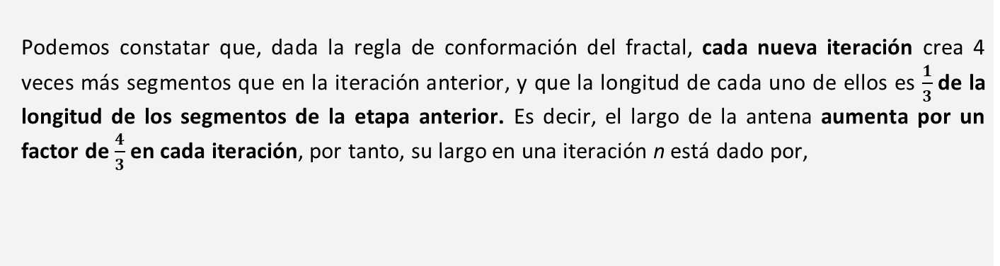 Podemos constatar que, dada la regla de conformación del fractal, cada nueva iteración crea 4
veces más segmentos que en la iteración anterior, y que la longitud de cada uno de ellos es 1/3 de la
longitud de los segmentos de la etapa anterior. Es decir, el largo de la antena aumenta por un
factor de 4/3 en cada iteración, por tanto, su largo en una iteración n está dado por,